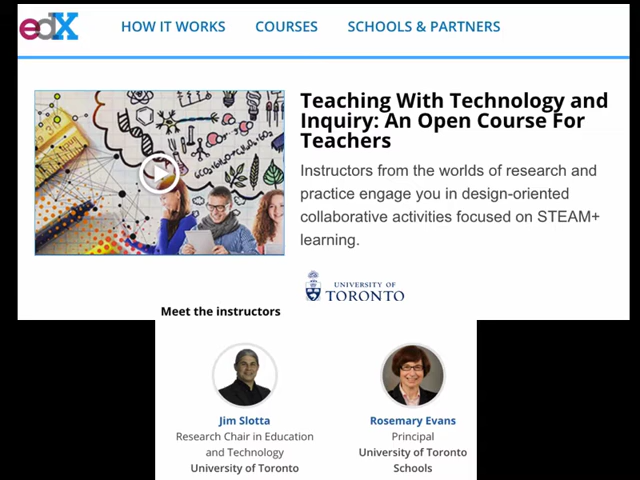 edX
HOW IT WORKS
COURSES
SCHOOLS & PARTNERS
Teaching With Technology and
Inquiry: An Open Course For
Teachers
Instructors from the worlds of research and
practice engage you in design-oriented
collaborative activities focused on STEAM+
learning.
UNIVERSITY OF
TORONTO
Meet the instructors
Jim Slotta
Research Chair in Education
and Technology
University of Toronto
Rosemary Evans
Principal
University of Toronto
Schools